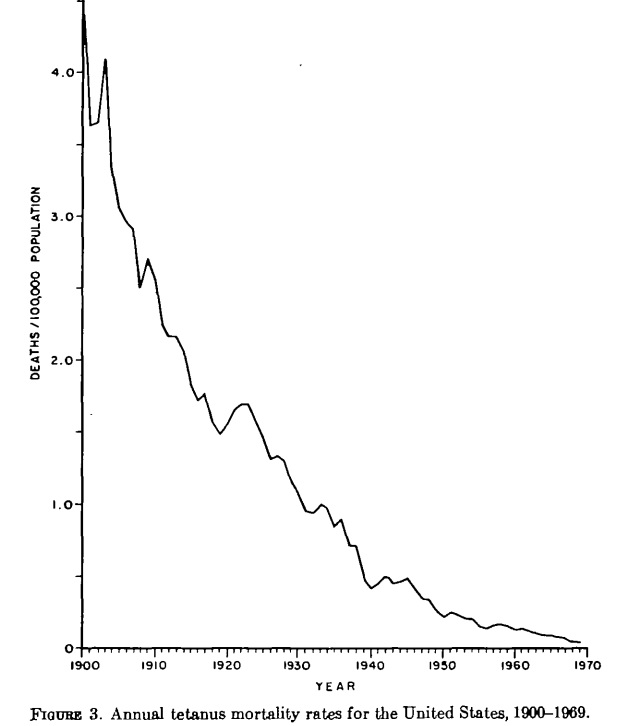 4.0
3.0
2.0
1.0
0
DEATHS/100,000 POPULATION
1900 1910 1920 1930 1940 1950 1960 1970
YEAR
FIGURE 3. Annual tetanus mortality rates for the United States, 1900–1969.